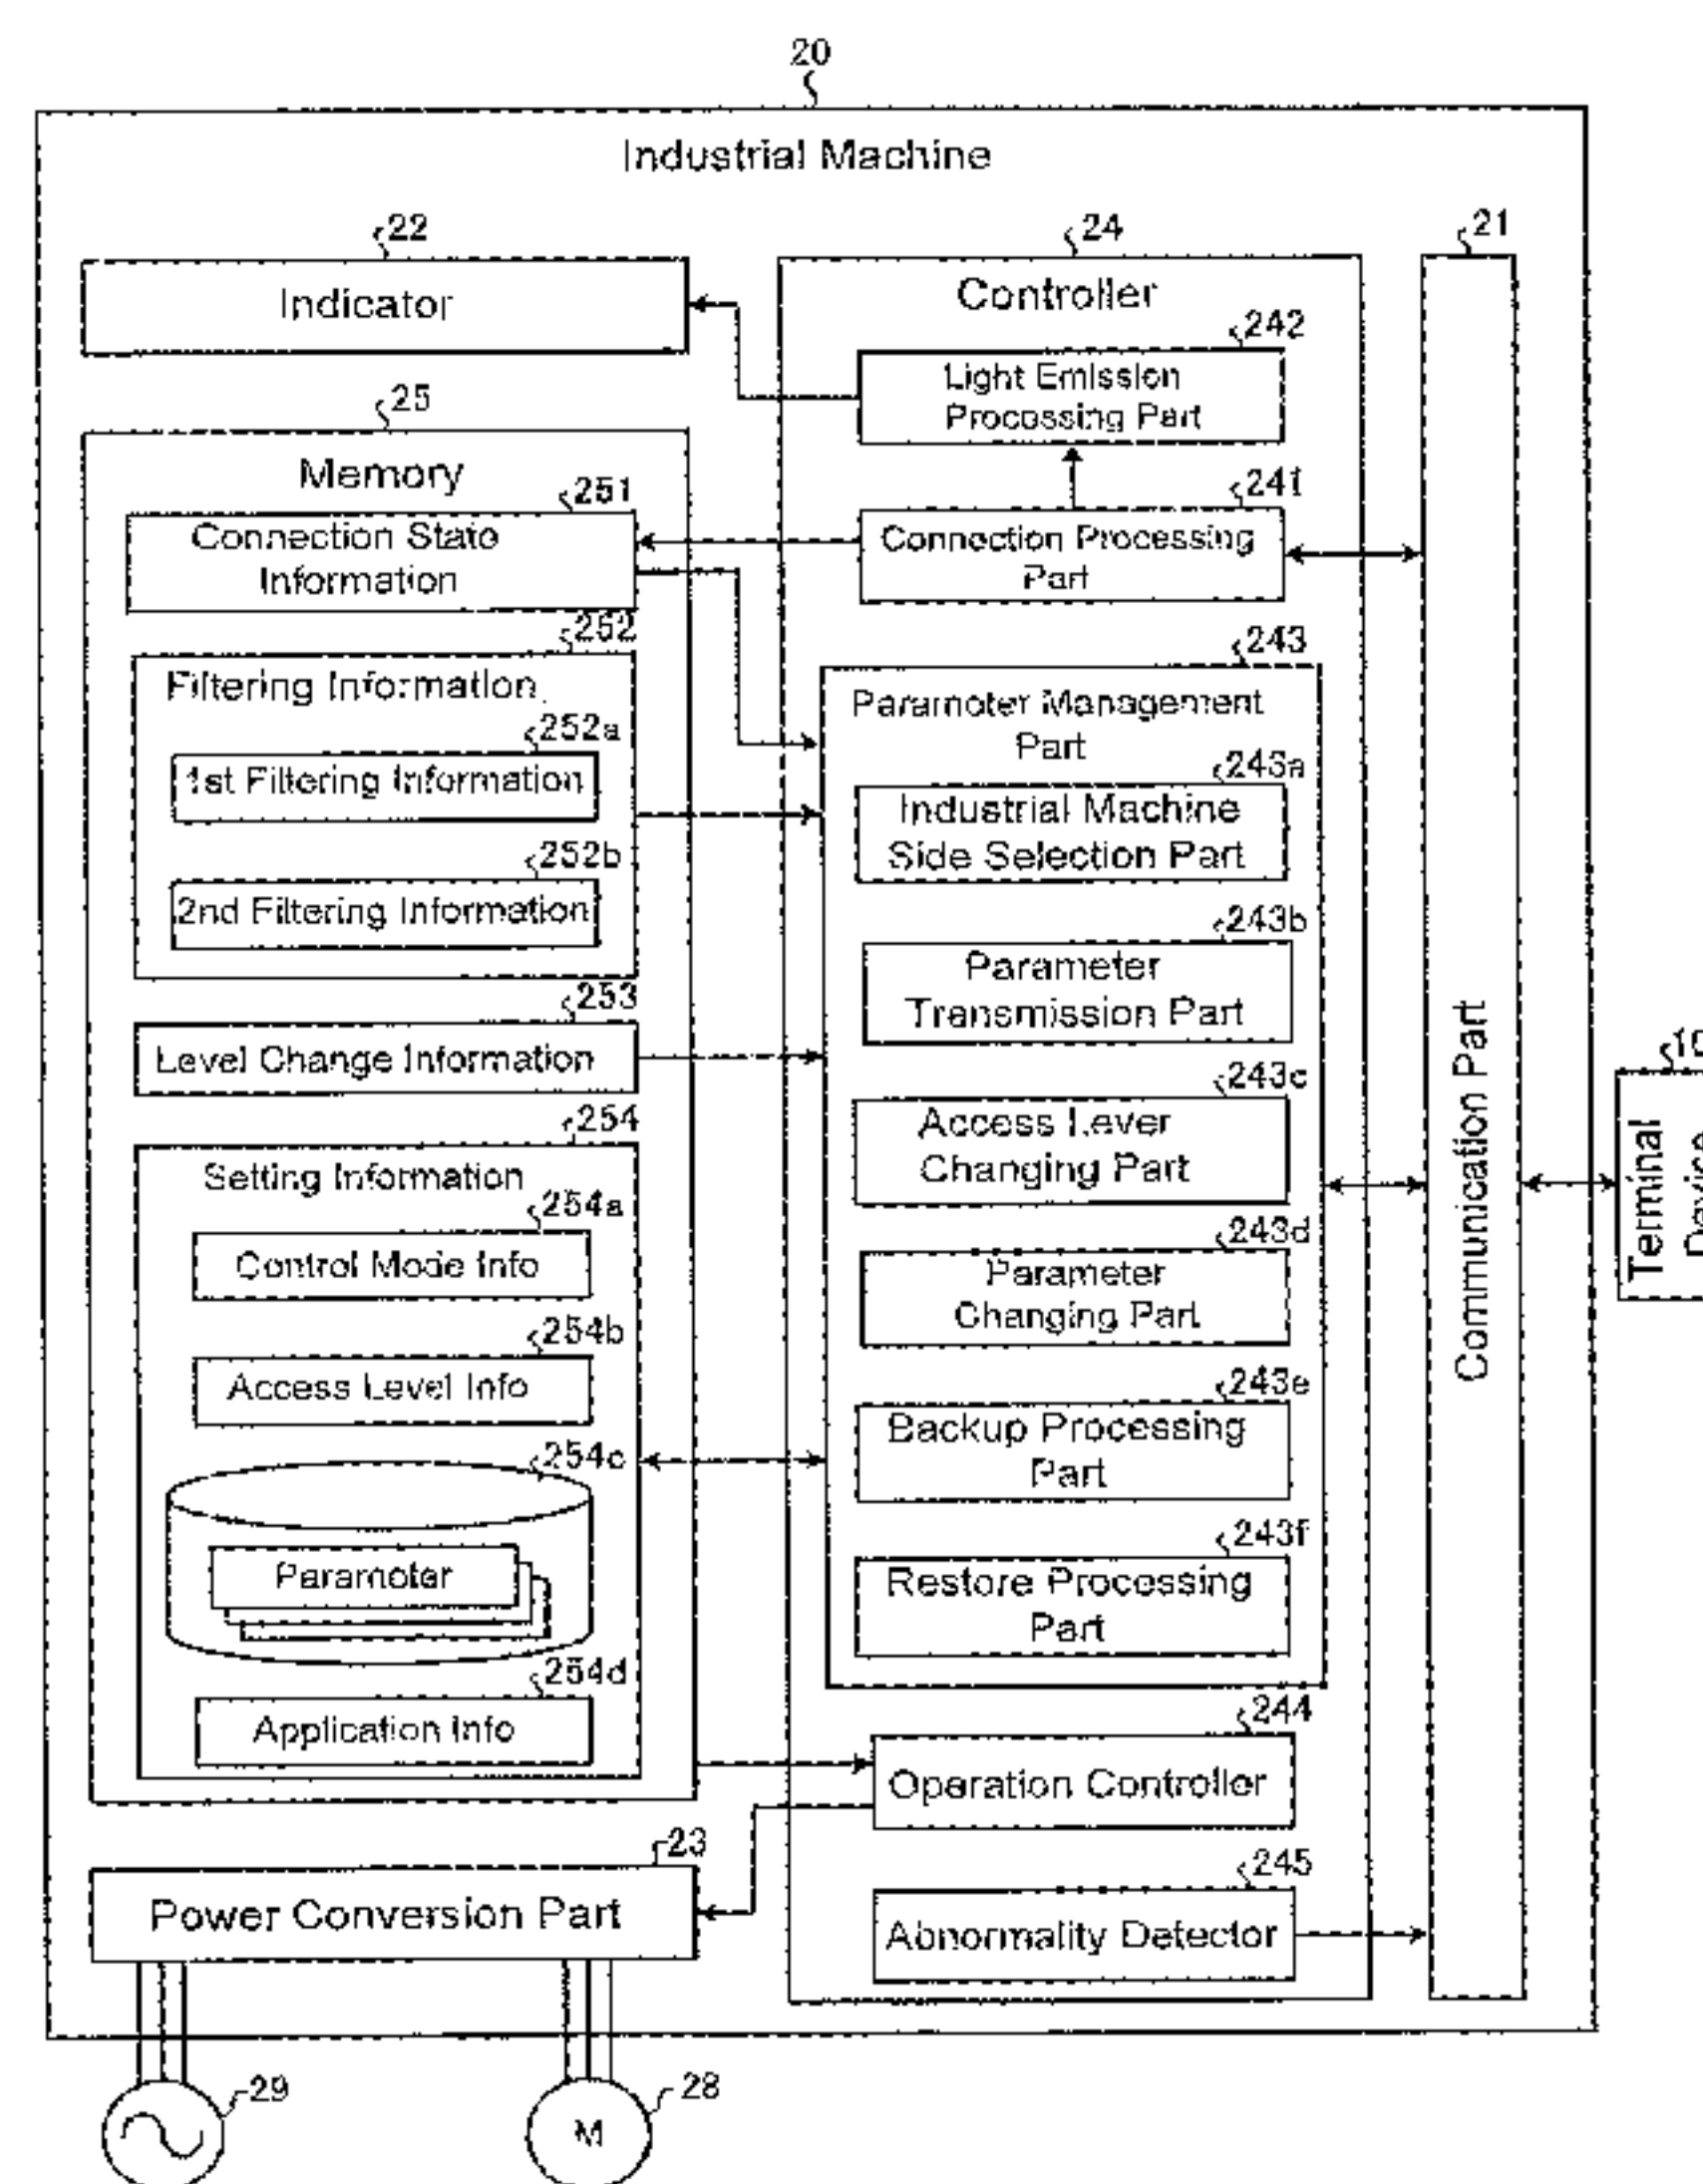 20
Industrial Machine
22
Indicator
24
Controller
21
242
Light Emission
Processing Part
25
Memory
251
Connection State
Information
241
Connection Processing
Part
252
Filtering Information
252a
1st Filtering Information
252b
2nd Filtering Information
243
Parameter Management
Part
243a
Industrial Machine
Side Selection Part
243b
Parameter
Transmission Part
253
Level Change Information
243c
Access Lever
Changing Part
Communication Part
10
Terminal
Device
254
Setting Information
254a
Control Mode Info
254b
Access Level Info
254c
Parameter
254d
Application Info
243d
Parameter
Changing Part
243e
Backup Processing
Part
243f
Restore Processing
Part
244
Operation Controller
23
Power Conversion Part
245
Abnormality Detector
29
28
M